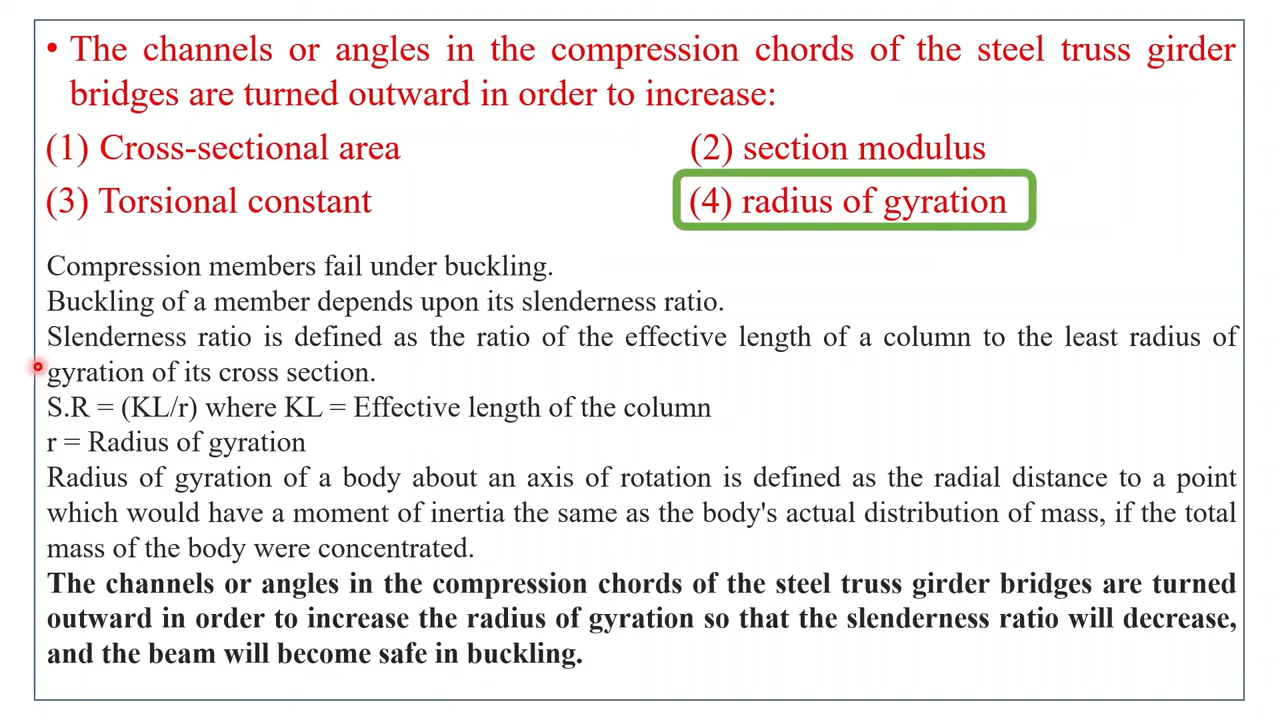 • The channels or angles in the compression chords of the steel truss girder
bridges are turned outward in order to increase:
(1) Cross-sectional area (2) section modulus
(3) Torsional constant (4) radius of gyration
Compression members fail under buckling.
Buckling of a member depends upon its slenderness ratio.
Slenderness ratio is defined as the ratio of the effective length of a column to the least radius of
gyration of its cross section.
S.R = (KL/r) where KL = Effective length of the column
r = Radius of gyration
Radius of gyration of a body about an axis of rotation is defined as the radial distance to a point
which would have a moment of inertia the same as the body's actual distribution of mass, if the total
mass of the body were concentrated.
The channels or angles in the compression chords of the steel truss girder bridges are turned
outward in order to increase the radius of gyration so that the slenderness ratio will decrease,
and the beam will become safe in buckling.